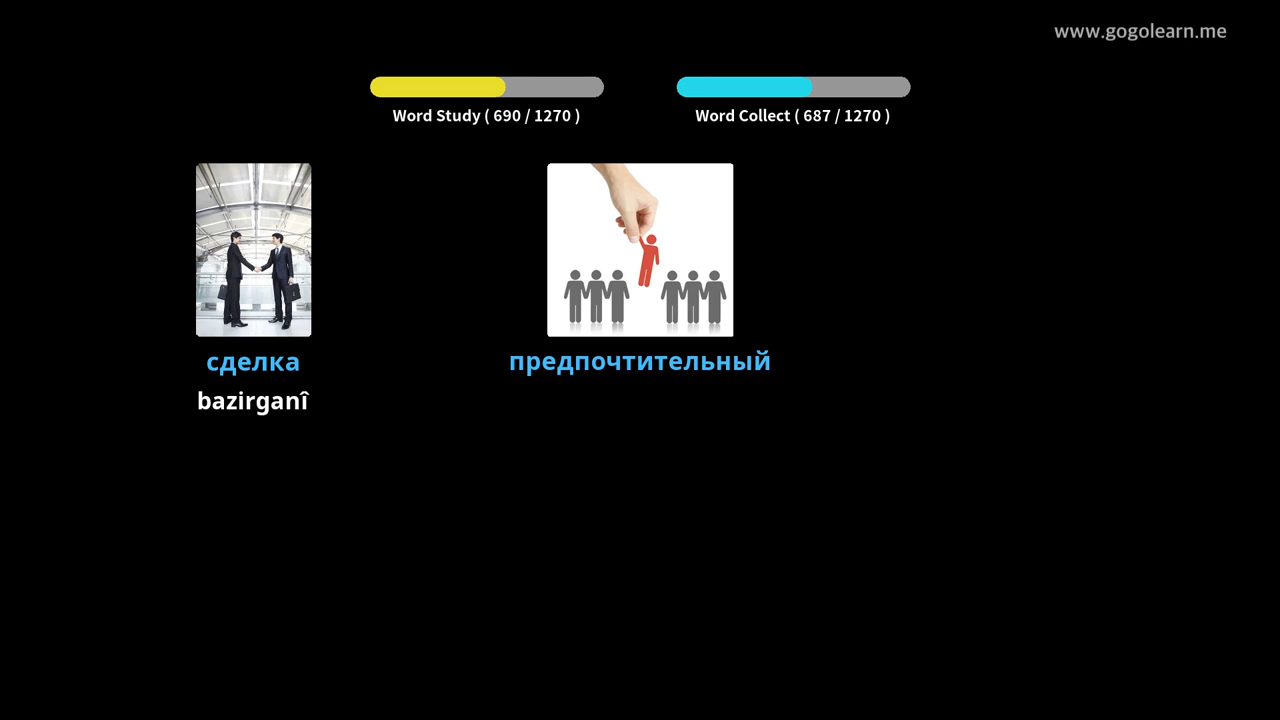 www.gogolearn.me
Word Study ( 690 / 1270 )
Word Collect ( 687 / 1270 )
сделка
предпочтительный
bazirganî